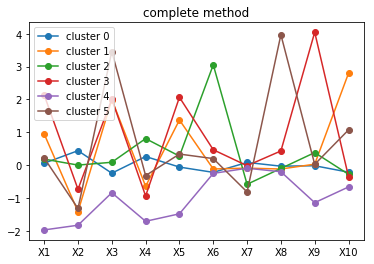 complete method
cluster 0
cluster 1
cluster 2
cluster 3
cluster 4
cluster 5
4
3
2
1
0
−1
−2
X1 X2 X3 X4 X5 X6 X7 X8 X9 X10